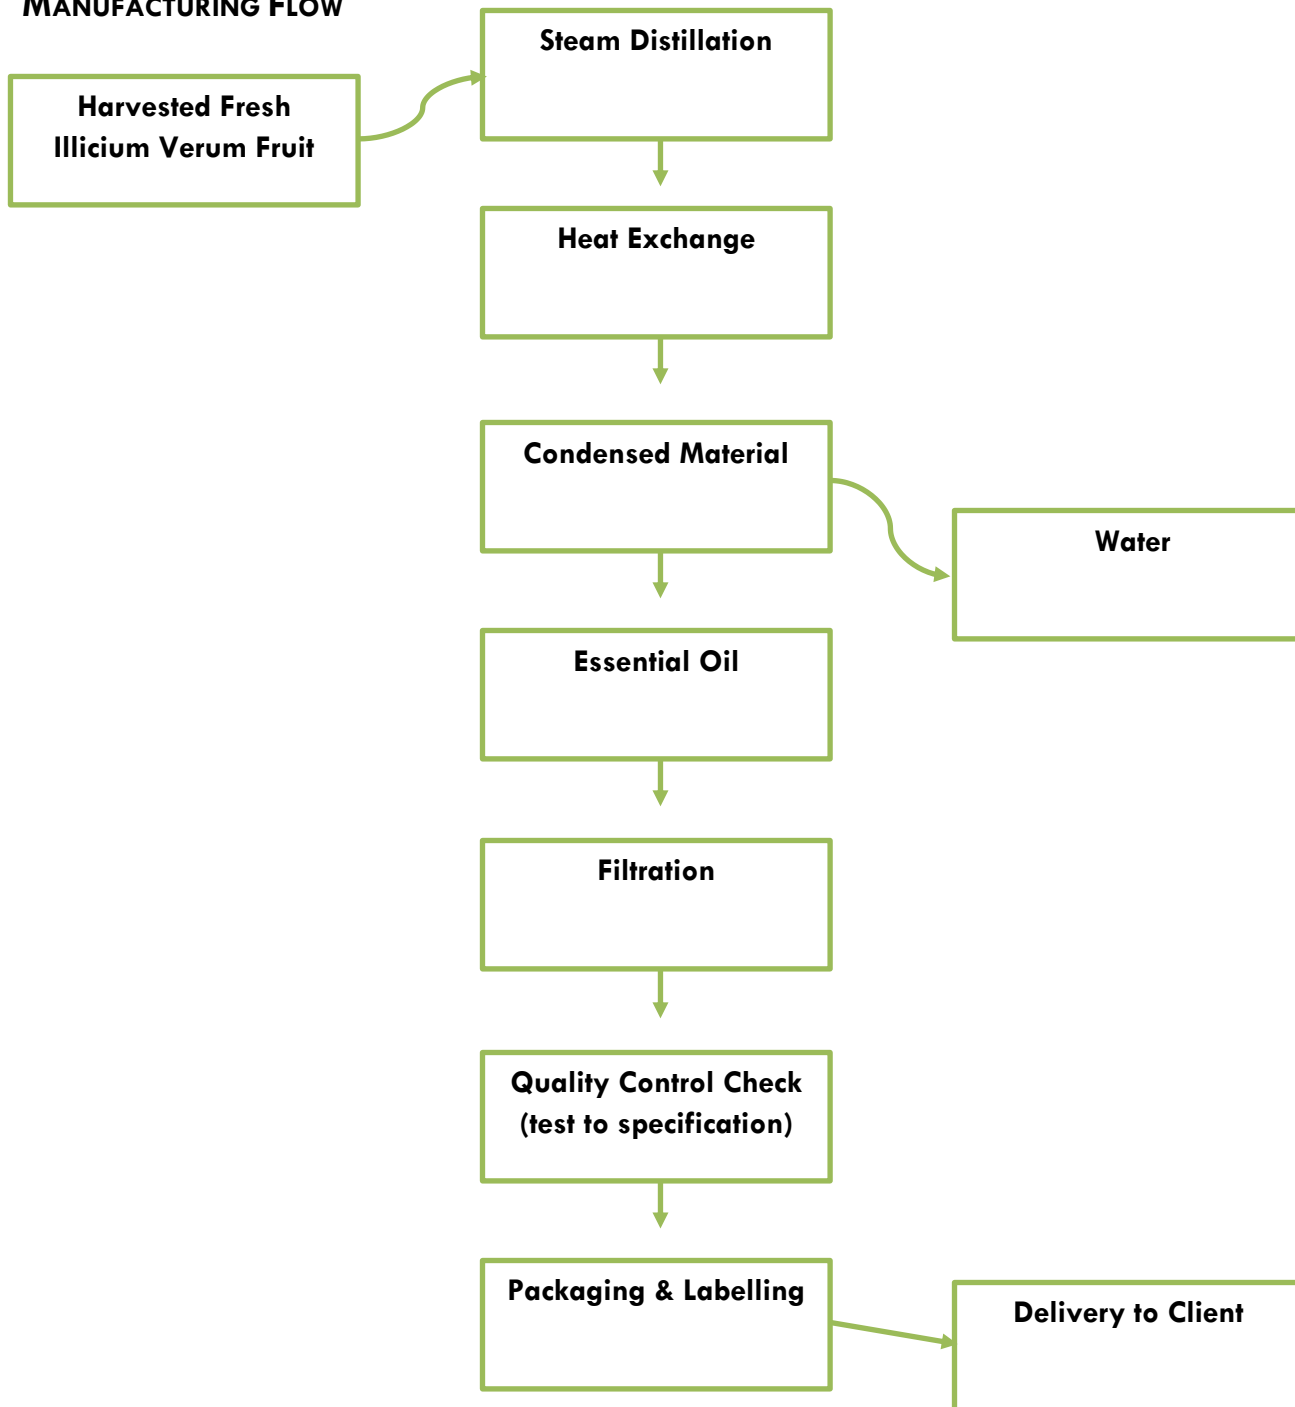 MANUFACTURING FLOW
Steam Distillation
Harvested Fresh
Illicium Verum Fruit
Heat Exchange
Condensed Material
Water
Essential Oil
Filtration
Quality Control Check
(test to specification)
Packaging & Labelling
Delivery to Client